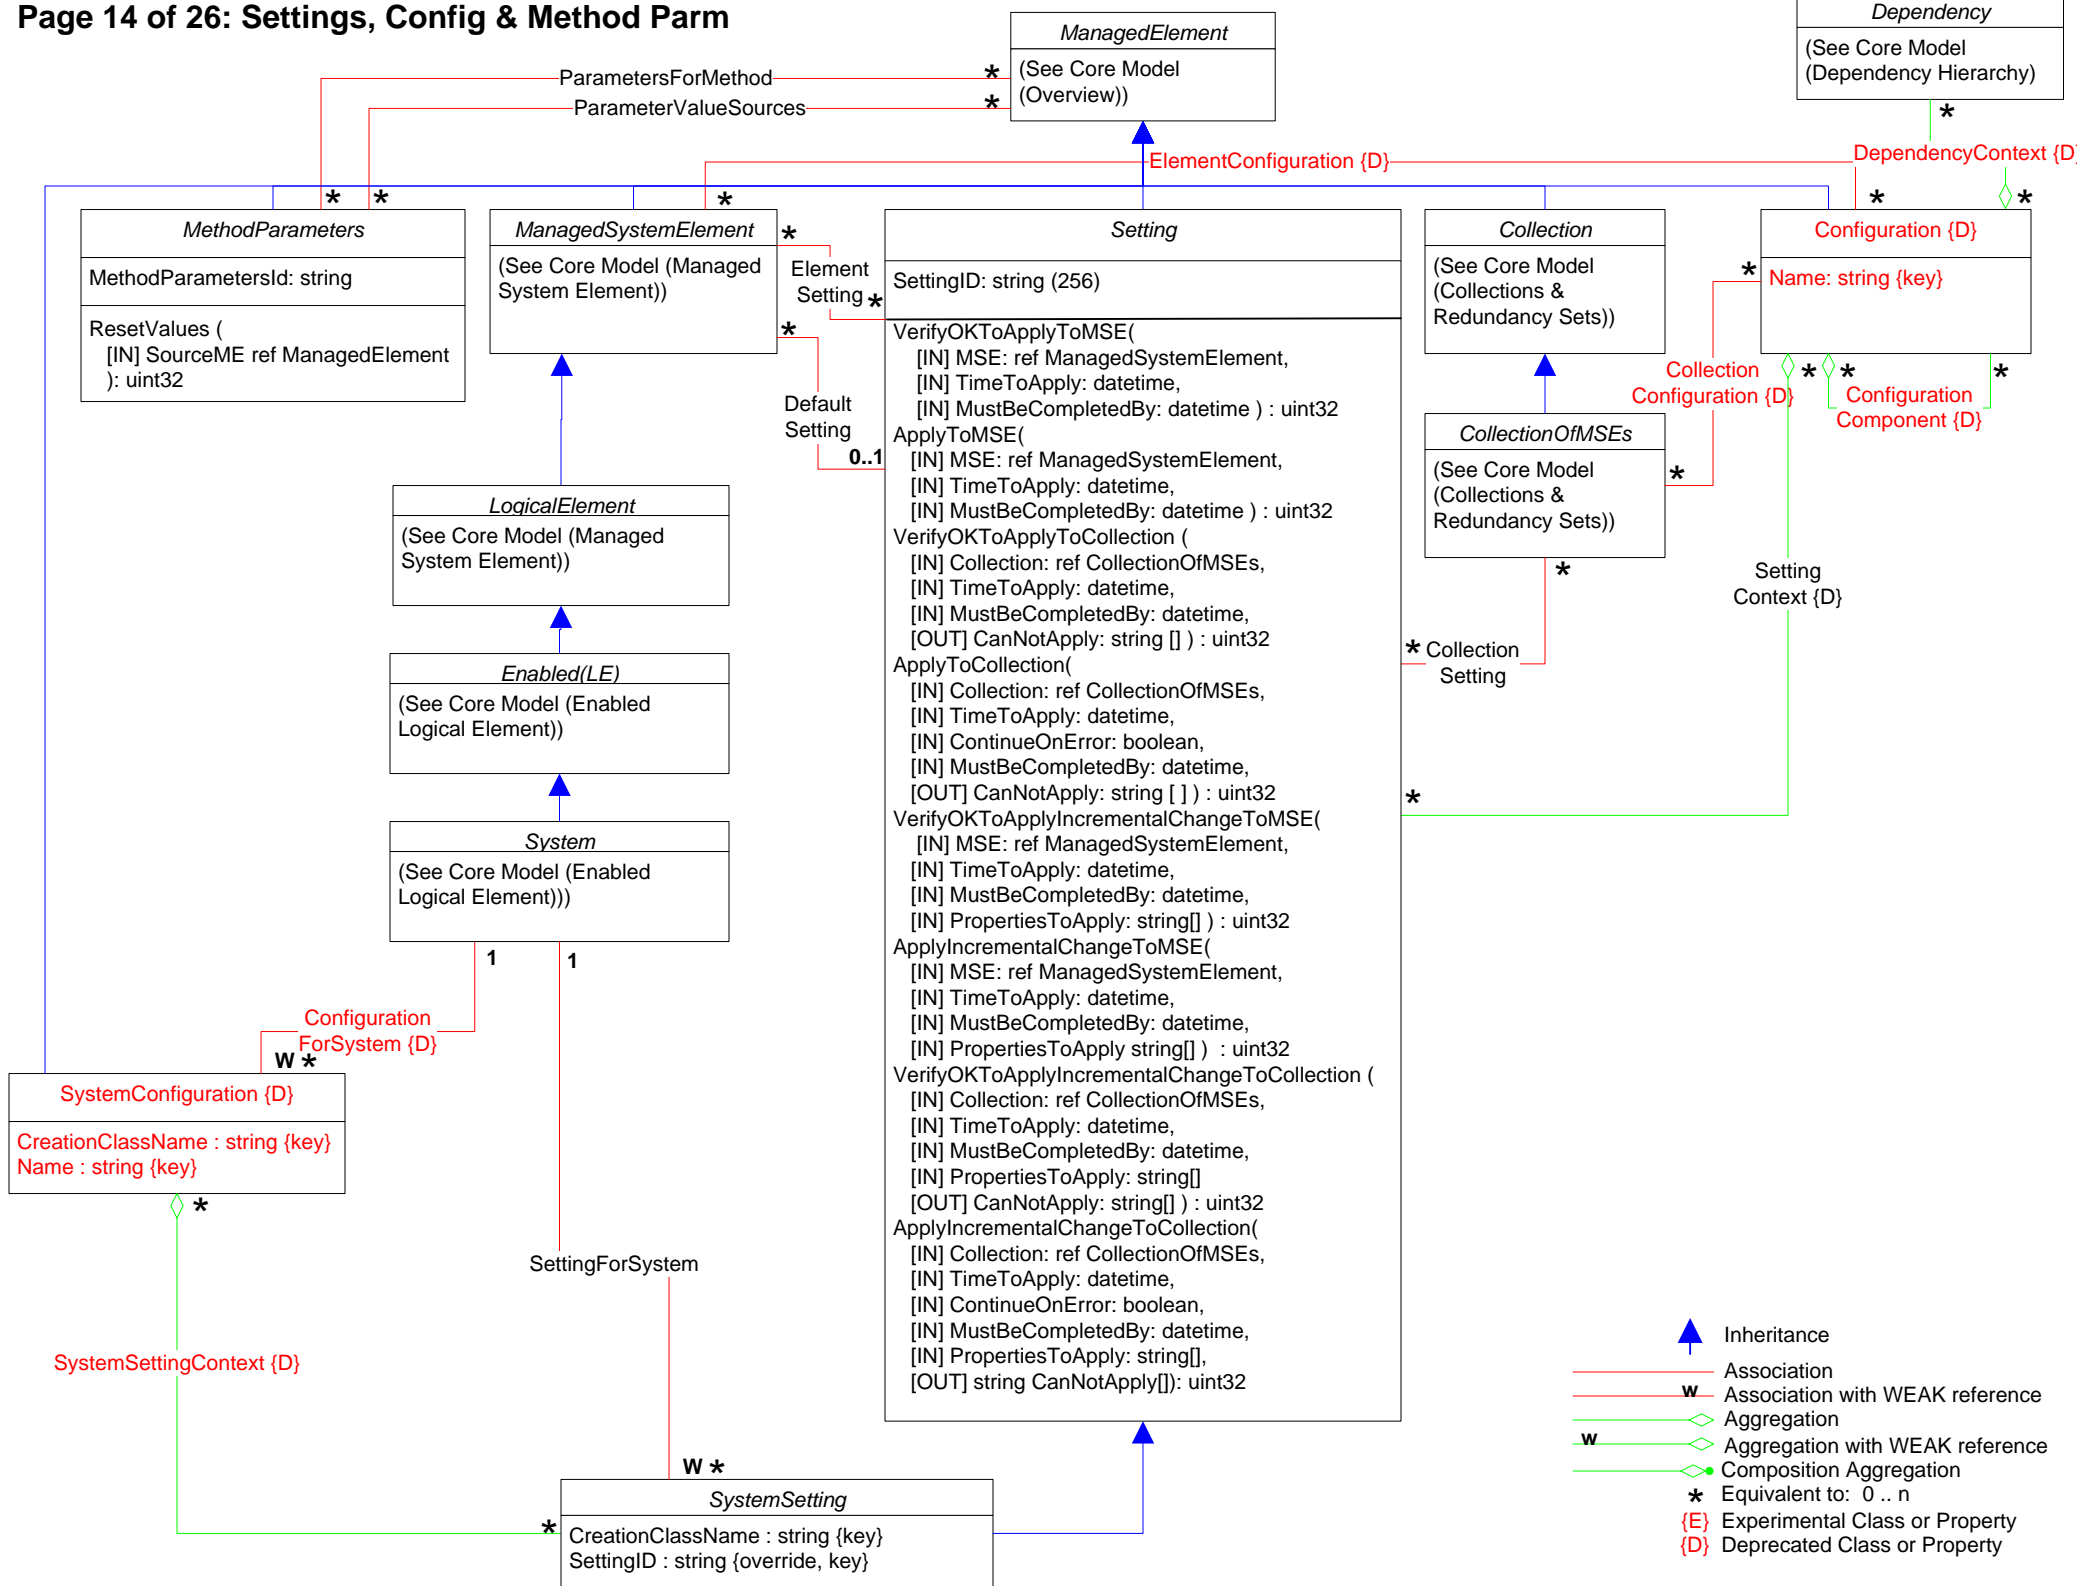 Page 14 of 26: Settings, Config & Method Parm
ManagedElement
(See Core Model
(Overview))
Dependency
(See Core Model
(Dependency Hierarchy)
*
ParametersForMethod
*
ParameterValueSources
*
ElementConfiguration {D}
DependencyContext {D}
*
*
*
*
*
MethodParameters
MethodParametersId: string
ResetValues (
[IN] SourceME ref ManagedElement
): uint32
ManagedSystemElement
(See Core Model (Managed
System Element))
*
Element
Setting
*
*
Default
Setting
0..1
Setting
SettingID: string (256)
VerifyOKToApplyToMSE(
[IN] MSE: ref ManagedSystemElement,
[IN] TimeToApply: datetime,
[IN] MustBeCompletedBy: datetime ) : uint32
ApplyToMSE(
[IN] MSE: ref ManagedSystemElement,
[IN] TimeToApply: datetime,
[IN] MustBeCompletedBy: datetime ) : uint32
VerifyOKToApplyToCollection (
[IN] Collection: ref CollectionOfMSEs,
[IN] TimeToApply: datetime,
[IN] MustBeCompletedBy: datetime,
[OUT] CanNotApply: string [] ) : uint32
ApplyToCollection(
[IN] Collection: ref CollectionOfMSEs,
[IN] TimeToApply: datetime,
[IN] ContinueOnError: boolean,
[IN] MustBeCompletedBy: datetime,
[OUT] CanNotApply: string [ ] ) : uint32
VerifyOKToApplyIncrementalChangeToMSE(
[IN] MSE: ref ManagedSystemElement,
[IN] TimeToApply: datetime,
[IN] MustBeCompletedBy: datetime,
[IN] PropertiesToApply: string[] ) : uint32
ApplyIncrementalChangeToMSE(
[IN] MSE: ref ManagedSystemElement,
[IN] TimeToApply: datetime,
[IN] MustBeCompletedBy: datetime,
[IN] PropertiesToApply string[] )  : uint32
VerifyOKToApplyIncrementalChangeToCollection (
[IN] Collection: ref CollectionOfMSEs,
[IN] TimeToApply: datetime,
[IN] MustBeCompletedBy: datetime,
[IN] PropertiesToApply: string[]
[OUT] CanNotApply: string[] ) : uint32
ApplyIncrementalChangeToCollection(
[IN] Collection: ref CollectionOfMSEs,
[IN] TimeToApply: datetime,
[IN] ContinueOnError: boolean,
[IN] MustBeCompletedBy: datetime,
[IN] PropertiesToApply: string[],
[OUT] string CanNotApply[]): uint32
Collection
(See Core Model
(Collections &
Redundancy Sets))
Configuration {D}
Name: string {key}
*
Collection
Configuration {D}
*
*
*
*
Configuration
Component {D}
CollectionOfMSEs
(See Core Model
(Collections &
Redundancy Sets))
*
Setting
Context {D}
*
Collection
Setting
*
LogicalElement
(See Core Model (Managed
System Element))
Enabled(LE)
(See Core Model (Enabled
Logical Element))
System
(See Core Model (Enabled
Logical Element)))
1
1
Configuration
ForSystem {D}
W *
SystemConfiguration {D}
CreationClassName : string {key}
Name : string {key}
*
SettingForSystem
SystemSettingContext {D}
W *
*
SystemSetting
CreationClassName : string {key}
SettingID : string {override, key}
Inheritance
Association
w
Association with WEAK reference
Aggregation
w
Aggregation with WEAK reference
Composition Aggregation
* Equivalent to:  0 .. n
{E} Experimental Class or Property
{D} Deprecated Class or Property